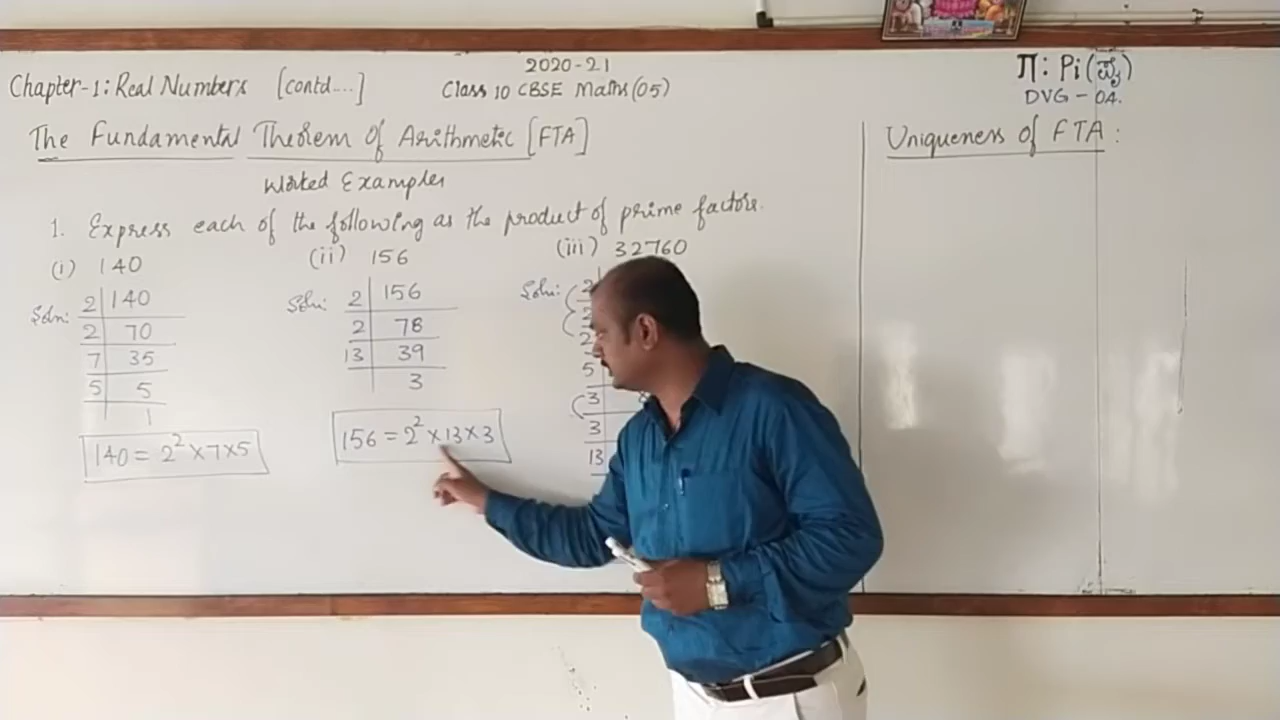 2020-21
Chapter-1: Real Numbers [contd...]
Class 10 CBSE Maths (05)
π: Pi (ಪೈ)
DVG - 04.
The Fundamental Theorem of Arithmetic [FTA]
Worked Examples
1. Express each of the following as the product of prime factors.
(i) 140
Soln:
2 140
2 70
7 35
5 5
1
140 = 2² × 7 × 5
(ii) 156
Soln:
2 156
2 78
13 39
3
156 = 2² × 13 × 3
(iii) 32760
Soln:
2
2
2
5
3
3
13
Uniqueness of FTA: